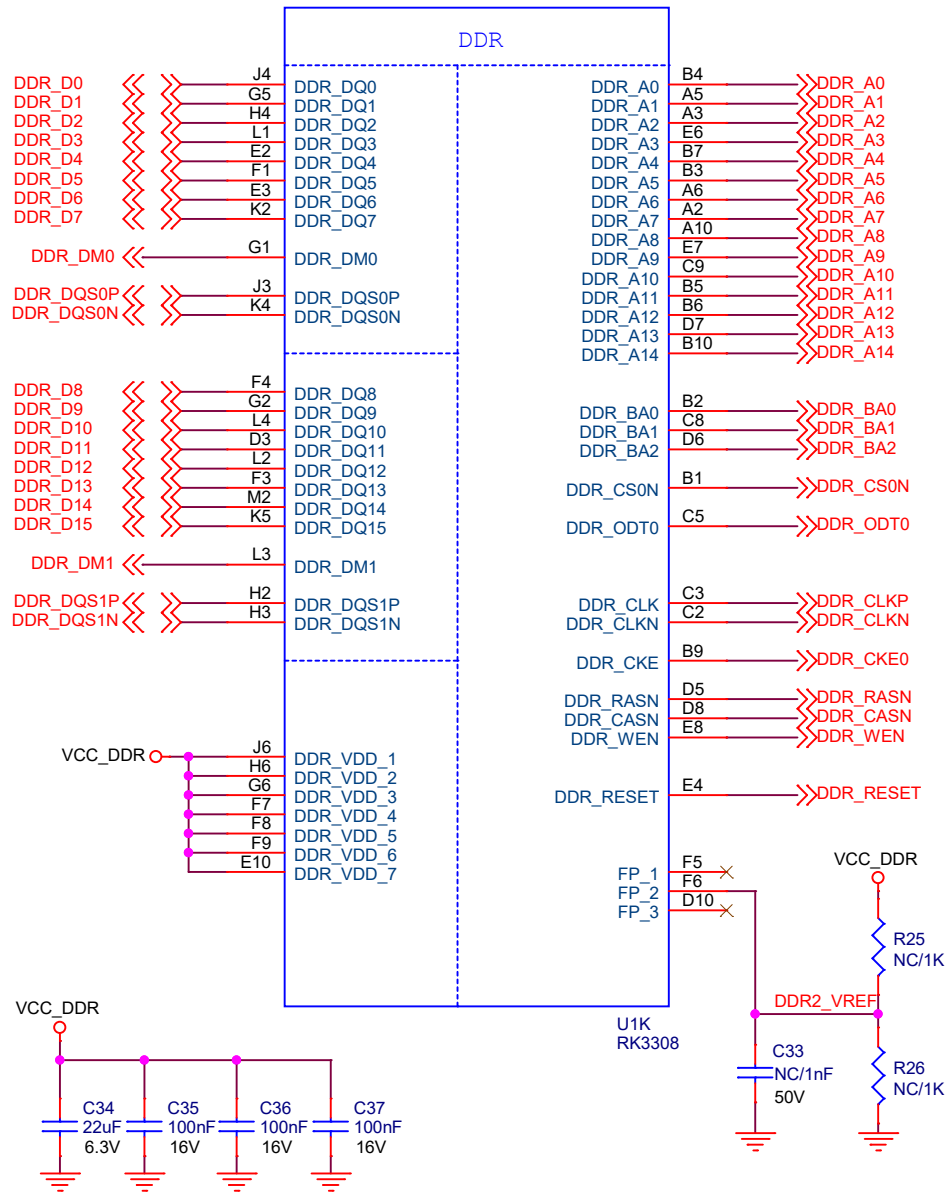 DDR
DDR_D0 J4 DDR_DQ0
DDR_D1 G5 DDR_DQ1
DDR_D2 H4 DDR_DQ2
DDR_D3 L1 DDR_DQ3
DDR_D4 E2 DDR_DQ4
DDR_D5 F1 DDR_DQ5
DDR_D6 E3 DDR_DQ6
DDR_D7 K2 DDR_DQ7
DDR_DM0 G1 DDR_DM0
DDR_DQS0P J3 DDR_DQS0P
DDR_DQS0N K4 DDR_DQS0N
DDR_D8 F4 DDR_DQ8
DDR_D9 G2 DDR_DQ9
DDR_D10 L4 DDR_DQ10
DDR_D11 D3 DDR_DQ11
DDR_D12 L2 DDR_DQ12
DDR_D13 F3 DDR_DQ13
DDR_D14 M2 DDR_DQ14
DDR_D15 K5 DDR_DQ15
DDR_DM1 L3 DDR_DM1
DDR_DQS1P H2 DDR_DQS1P
DDR_DQS1N H3 DDR_DQS1N
VCC_DDR J6 DDR_VDD_1
H6 DDR_VDD_2
G6 DDR_VDD_3
F7 DDR_VDD_4
F8 DDR_VDD_5
F9 DDR_VDD_6
E10 DDR_VDD_7
DDR_A0 B4 DDR_A0
DDR_A1 A5 DDR_A1
DDR_A2 A3 DDR_A2
DDR_A3 E6 DDR_A3
DDR_A4 B7 DDR_A4
DDR_A5 B3 DDR_A5
DDR_A6 A6 DDR_A6
DDR_A7 A2 DDR_A7
DDR_A8 A10 DDR_A8
DDR_A9 E7 DDR_A9
DDR_A10 C9 DDR_A10
DDR_A11 B5 DDR_A11
DDR_A12 B6 DDR_A12
DDR_A13 D7 DDR_A13
DDR_A14 B10 DDR_A14
DDR_BA0 B2 DDR_BA0
DDR_BA1 C8 DDR_BA1
DDR_BA2 D6 DDR_BA2
DDR_CS0N B1 DDR_CS0N
DDR_ODT0 C5 DDR_ODT0
DDR_CLK C3 DDR_CLKP
DDR_CLKN C2 DDR_CLKN
DDR_CKE B9 DDR_CKE0
DDR_RASN D5 DDR_RASN
DDR_CASN D8 DDR_CASN
DDR_WEN E8 DDR_WEN
DDR_RESET E4 DDR_RESET
FP_1 F5
FP_2 F6
FP_3 D10
U1K
RK3308
VCC_DDR
R25
NC/1K
DDR2_VREF
C33
NC/1nF
50V
R26
NC/1K
VCC_DDR
C34
22uF
6.3V
C35
100nF
16V
C36
100nF
16V
C37
100nF
16V